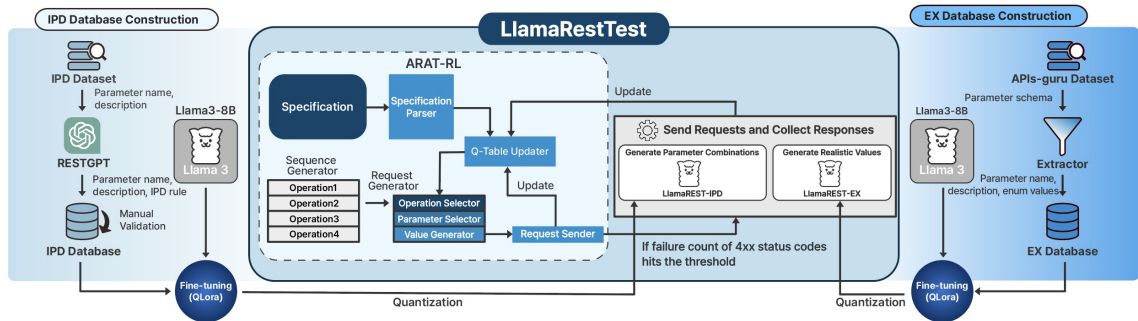 IPD Database Construction
IPD Dataset
Parameter name,
description
RESTGPT
Parameter name,
description, IPD rule
Manual
Validation
IPD Database
Llama3-8B
Llama 3
Fine-tuning
(QLora)
Quantization
LlamaRestTest
ARAT-RL
Specification
Specification
Parser
Q-Table Updater
Sequence
Generator
Operation1
Operation2
Operation3
Operation4
Request
Generator
Operation Selector
Parameter Selector
Value Generator
Update
Request Sender
Update
Send Requests and Collect Responses
Generate Parameter Combinations
LlamaREST-IPD
Generate Realistic Values
LlamaREST-EX
If failure count of 4xx status codes
hits the threshold
EX Database Construction
APIs-guru Dataset
Parameter schema
Extractor
Parameter name,
description, enum values
EX Database
Llama3-8B
Llama 3
Fine-tuning
(QLora)
Quantization